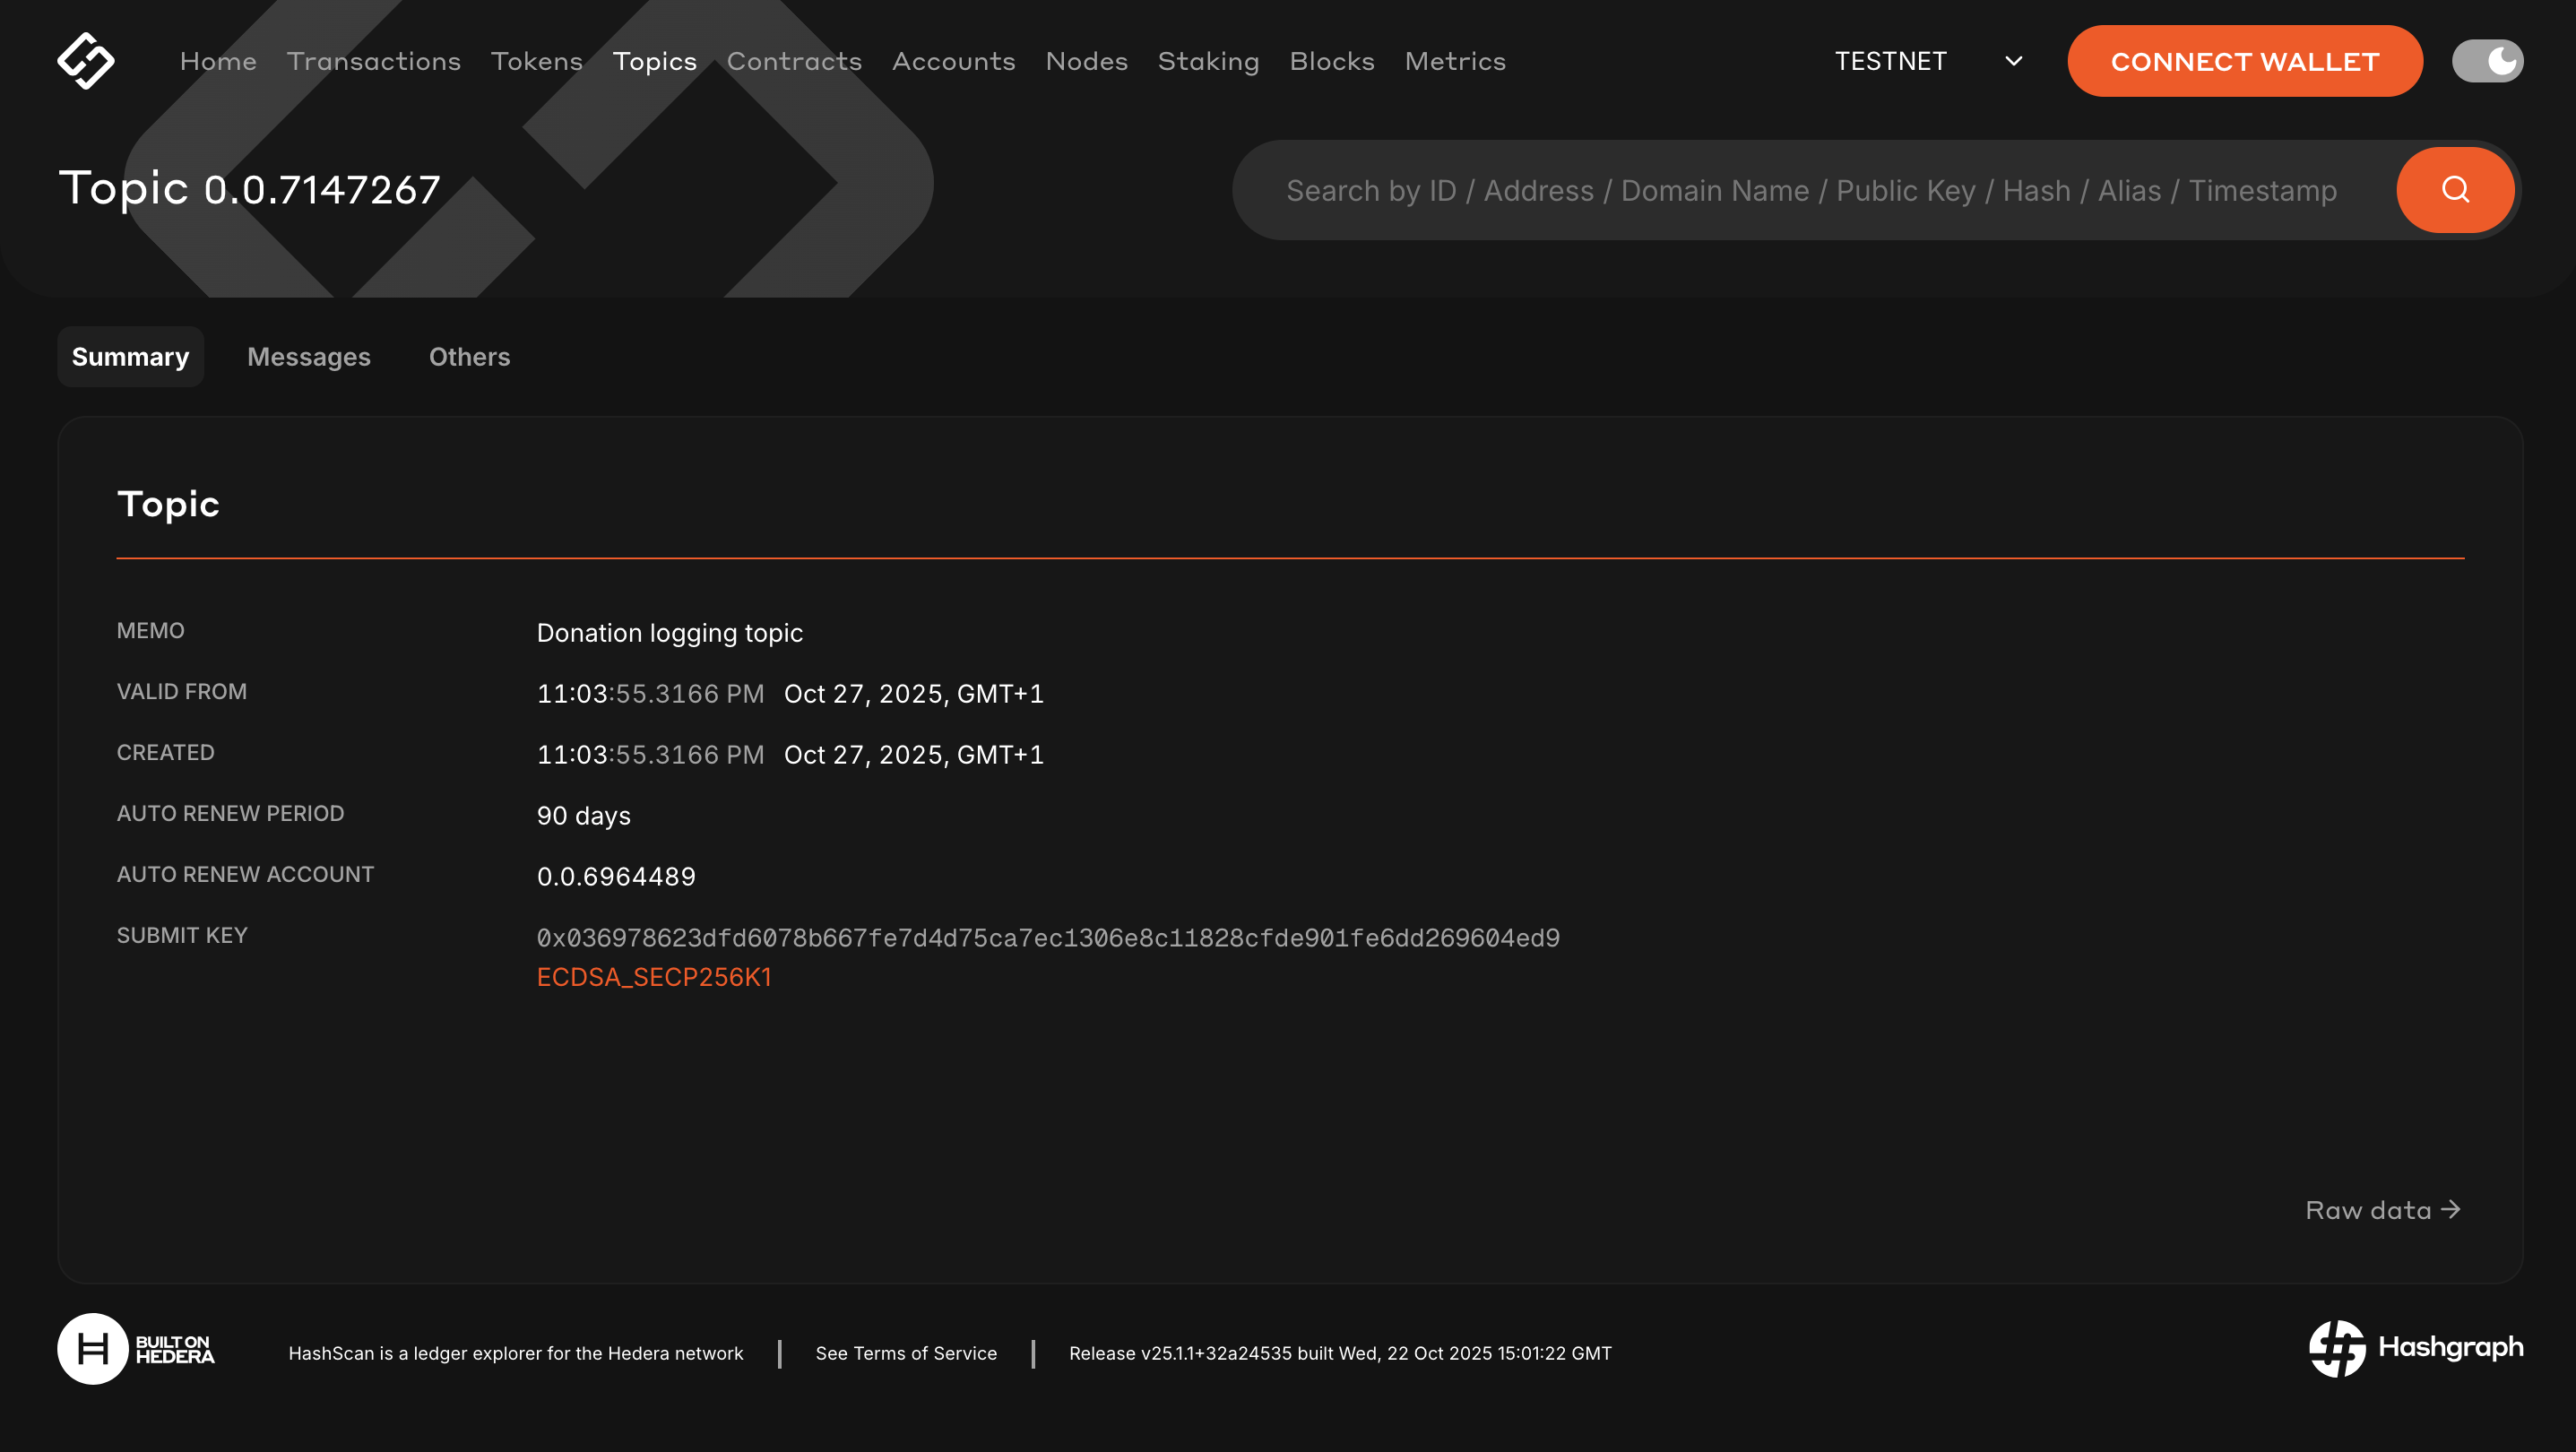 Home Transactions Tokens Topics Contracts Accounts Nodes Staking Blocks Metrics TESTNET CONNECT WALLET
Topic 0.0.7147267
Search by ID / Address / Domain Name / Public Key / Hash / Alias / Timestamp
Summary Messages Others
Topic
MEMO Donation logging topic
VALID FROM 11:03:55.3166 PM Oct 27, 2025, GMT+1
CREATED 11:03:55.3166 PM Oct 27, 2025, GMT+1
AUTO RENEW PERIOD 90 days
AUTO RENEW ACCOUNT 0.0.6964489
SUBMIT KEY 0x036978623dfd6078b667fe7d4d75ca7ec1306e8c11828cfde901fe6dd269604ed9
ECDSA_SECP256K1
Raw data
BUILT ON
HEDERA
HashScan is a ledger explorer for the Hedera network
See Terms of Service
Release v25.1.1+32a24535 built Wed, 22 Oct 2025 15:01:22 GMT
Hashgraph